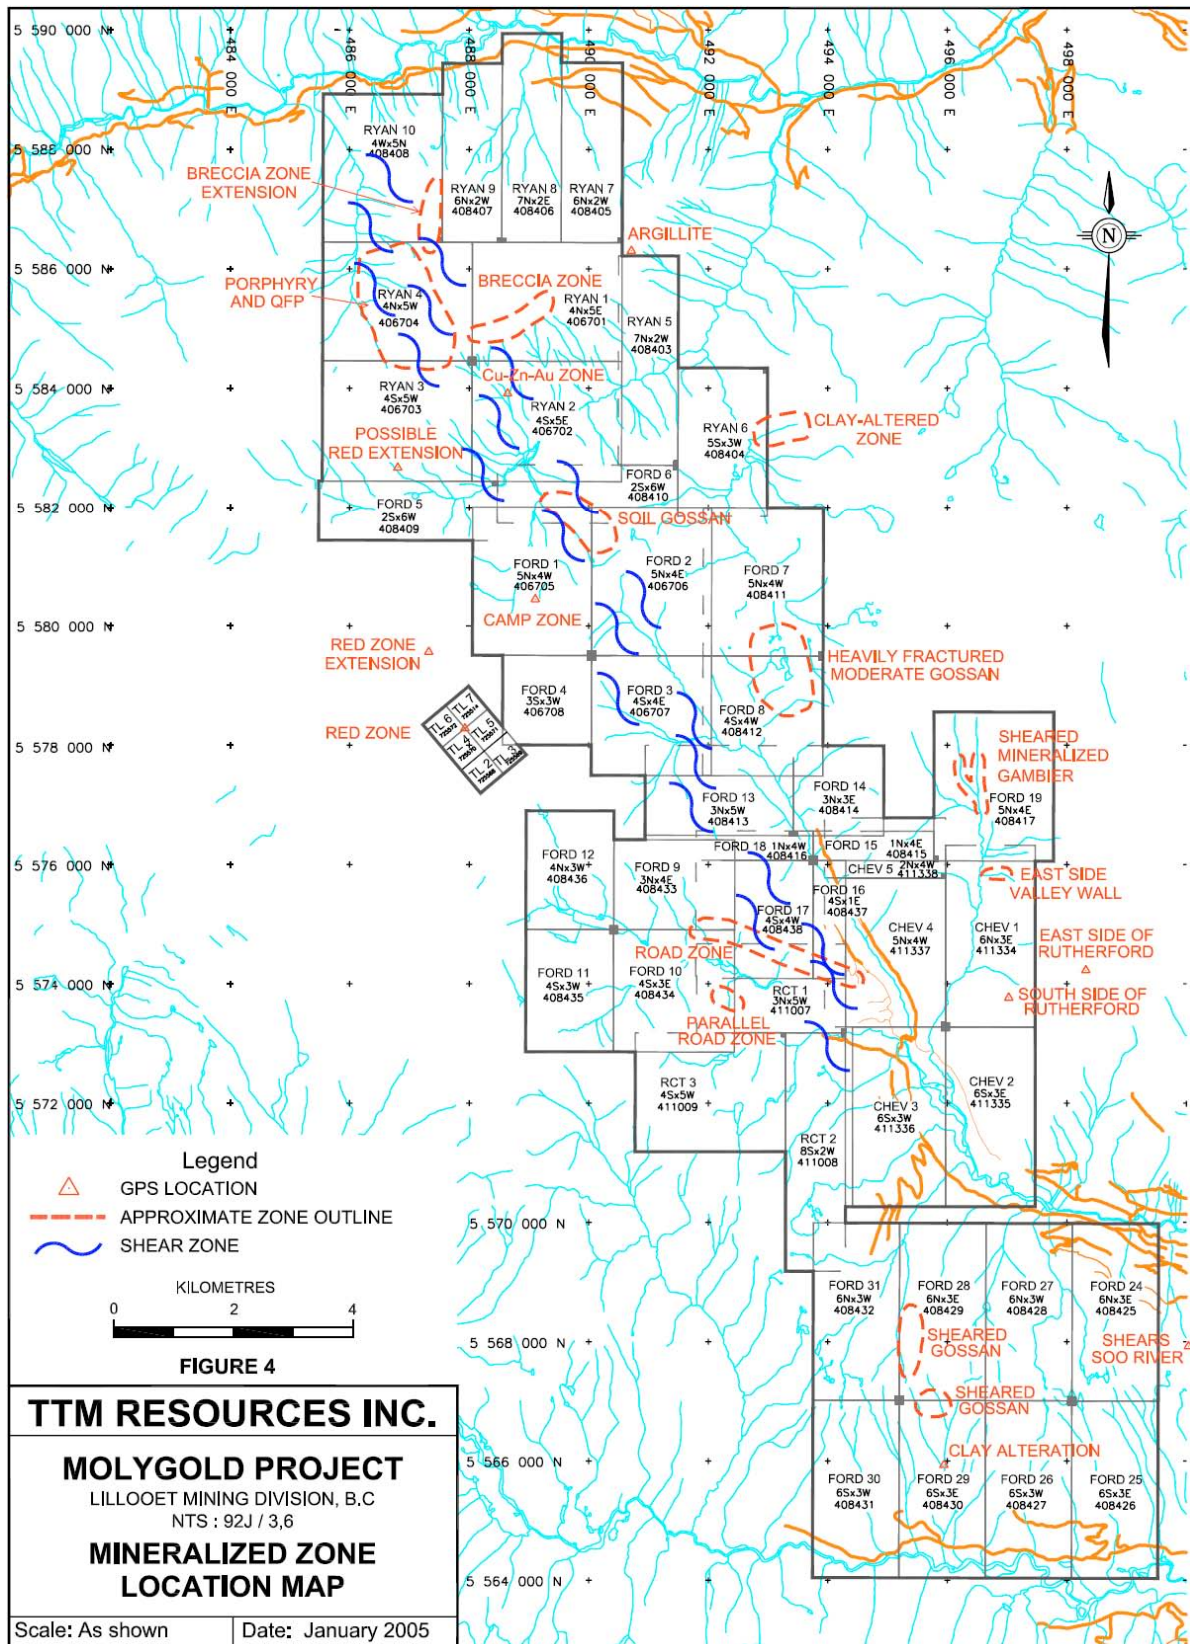 5 590 000 N
484 000 E
486 000 E
488 000 E
490 000 E
492 000 E
494 000 E
496 000 E
498 000 E
5 588 000 N
RYAN 10
4Wx5N
408408
BRECCIA ZONE
EXTENSION
RYAN 9
6Nx2W
408407
RYAN 8
7Nx2E
408406
RYAN 7
6Nx2W
408405
N
ARGILLITE
5 586 000 N
PORPHYRY
AND QFP
RYAN 4
4Nx5W
406704
BRECCIA ZONE
RYAN 1
4Nx5E
406701
RYAN 5
7Nx2W
408403
5 584 000 N
RYAN 3
4Sx5W
406703
Cu-Zn-Au ZONE
RYAN 2
4Sx5E
406702
RYAN 6
5Sx3W
408404
CLAY-ALTERED
ZONE
POSSIBLE
RED EXTENSION
FORD 6
2Sx6W
408410
5 582 000 N
FORD 5
2Sx6W
408409
SOIL GOSSAN
FORD 1
5Nx4W
406705
FORD 2
5Nx4E
406706
FORD 7
5Nx4W
408411
CAMP ZONE
5 580 000 N
RED ZONE
EXTENSION
HEAVILY FRACTURED
MODERATE GOSSAN
FORD 4
3Sx3W
406708
FORD 3
4Sx4E
406707
FORD 8
4Sx4W
408412
RED ZONE
TL 6
TL 7
TL 4
TL 5
TL 2
TL 3
5 578 000 N
SHEARED
MINERALIZED
GAMBIER
FORD 19
5Nx4E
408417
FORD 13
3Nx5W
408413
FORD 14
3Nx3E
408414
5 576 000 N
FORD 12
4Nx3W
408436
FORD 9
3Nx4E
408433
FORD 18 1Nx4W
408416
FORD 15 1Nx4E
408415
CHEV 5 2Nx4W
411338
FORD 16
4Sx1E
408437
EAST SIDE
VALLEY WALL
FORD 17
4Sx4W
408438
CHEV 4
5Nx4W
411337
CHEV 1
6Nx3E
411334
EAST SIDE OF
RUTHERFORD
ROAD ZONE
5 574 000 N
FORD 11
4Sx3W
408435
FORD 10
4Sx3E
408434
RCT 1
3Nx5W
411007
SOUTH SIDE OF
RUTHERFORD
PARALLEL
ROAD ZONE
5 572 000 N
RCT 3
4Sx5W
411009
CHEV 3
6Sx3W
411336
CHEV 2
6Sx3E
411335
RCT 2
8Sx2W
411008
Legend
GPS LOCATION
APPROXIMATE ZONE OUTLINE
SHEAR ZONE
5 570 000 N
KILOMETRES
0 2 4
FORD 31
6Nx3W
408432
FORD 28
6Nx3E
408429
FORD 27
6Nx3W
408428
FORD 24
6Nx3E
408425
5 568 000 N
SHEARED
GOSSAN
SHEARS
SOO RIVER
FIGURE 4
SHEARED
GOSSAN
TTM RESOURCES INC.
CLAY ALTERATION
5 566 000 N
FORD 30
6Sx3W
408431
FORD 29
6Sx3E
408430
FORD 26
6Sx3W
408427
FORD 25
6Sx3E
408426
MOLYGOLD PROJECT
LILLOOET MINING DIVISION, B.C
NTS : 92J / 3,6
MINERALIZED ZONE
LOCATION MAP
5 564 000 N
Scale: As shown
Date: January 2005